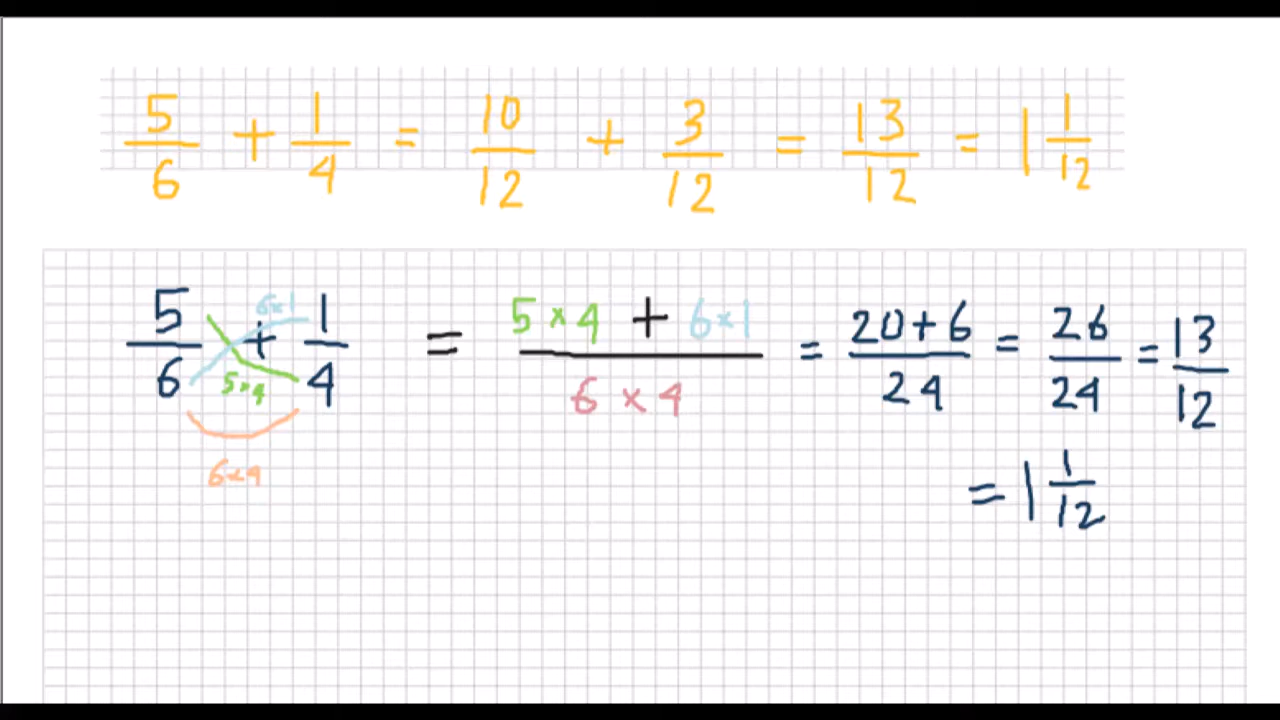 5/6 + 1/4 = 10/12 + 3/12 = 13/12 = 1 1/12
5/6 + 1/4 = (5×4 + 6×1)/(6×4) = (20+6)/24 = 26/24 = 13/12
6×1
5×4
6×4
= 1 1/12